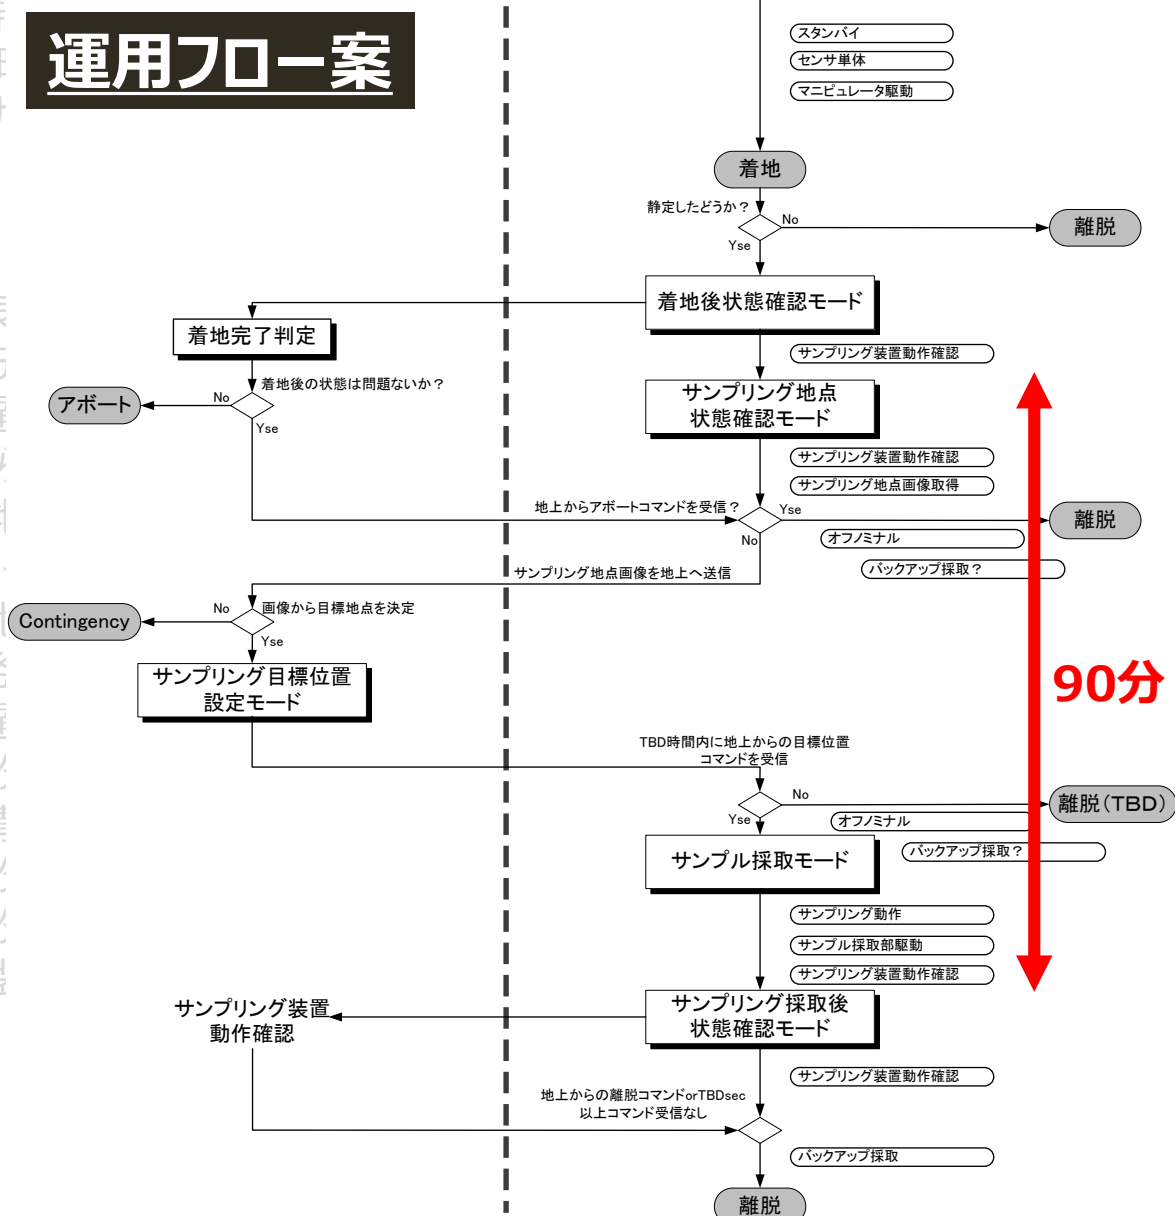 運用フロー案
スタンバイ
センサ単体
マニピュレータ駆動
着地
静定したどうか？
No
離脱
Yse
着地後状態確認モード
着地完了判定
サンプリング装置動作確認
着地後の状態は問題ないか？
No
アボート
Yse
サンプリング地点
状態確認モード
サンプリング装置動作確認
サンプリング地点画像取得
地上からアボートコマンドを受信？
Yse
離脱
No
オフノミナル
バックアップ採取？
サンプリング地点画像を地上へ送信
No
画像から目標地点を決定
Contingency
Yse
サンプリング目標位置
設定モード
90分
TBD時間内に地上からの目標位置
コマンドを受信
No
離脱（TBD）
Yse
オフノミナル
バックアップ採取？
サンプル採取モード
サンプリング動作
サンプル採取部駆動
サンプリング装置動作確認
サンプリング採取後
状態確認モード
サンプリング装置
動作確認
サンプリング装置動作確認
地上からの離脱コマンドorTBDsec
以上コマンド受信なし
バックアップ採取
離脱